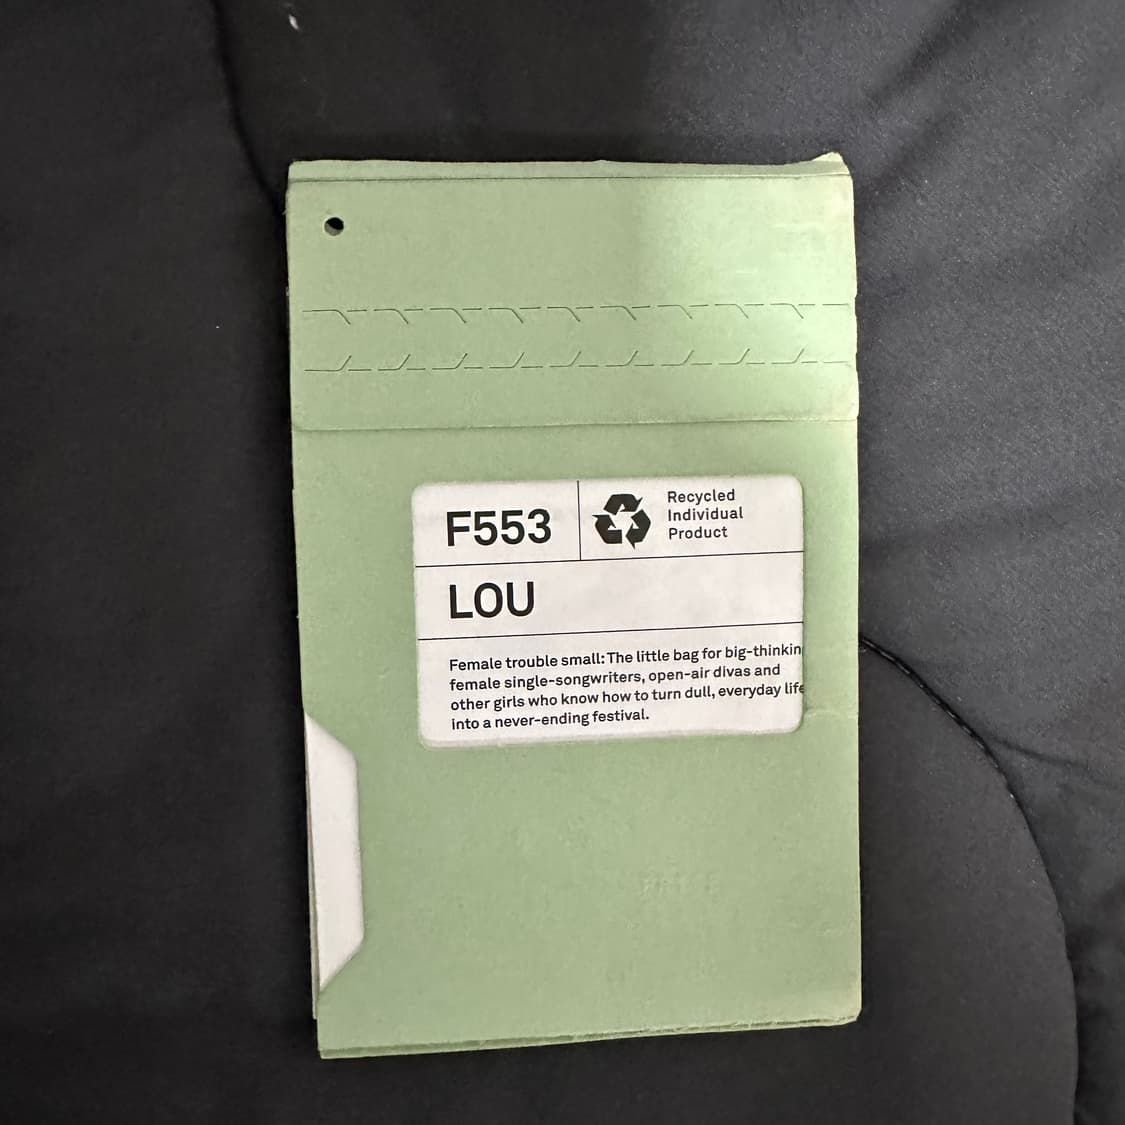 F553
Recycled
Individual
Product
LOU
Female trouble small: The little bag for big-thinkin
female single-songwriters, open-air divas and
other girls who know how to turn dull, everyday life
into a never-ending festival.